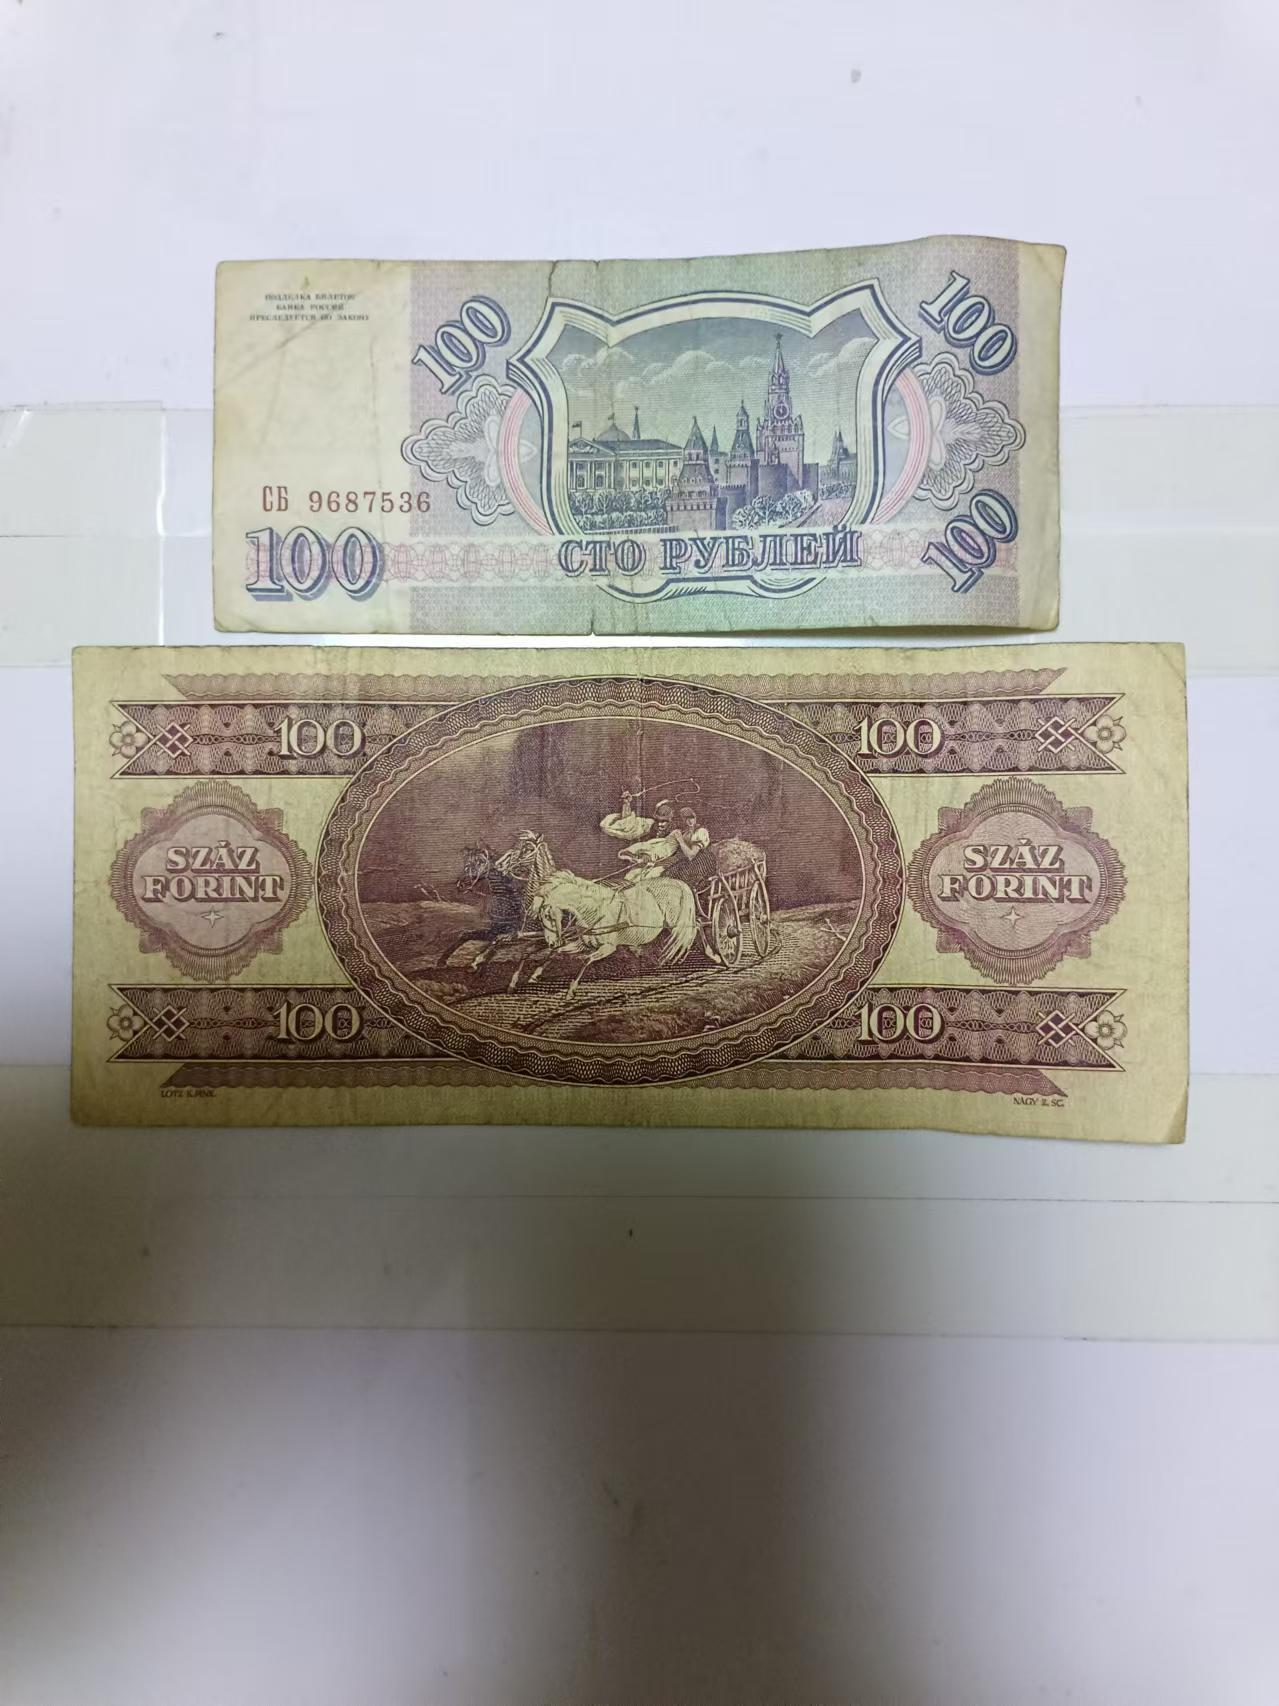 ПОДДЕЛКА БИЛЕТОВ
БАНКА РОССИИ
ПРЕСЛЕДУЕТСЯ ПО ЗАКОНУ
100
100
СБ 9687536
100
СТО РУБЛЕЙ
100
100
100
SZÁZ
FORINT
SZÁZ
FORINT
100
100
LOTZ K. PINX.
NAGY Z. SC.